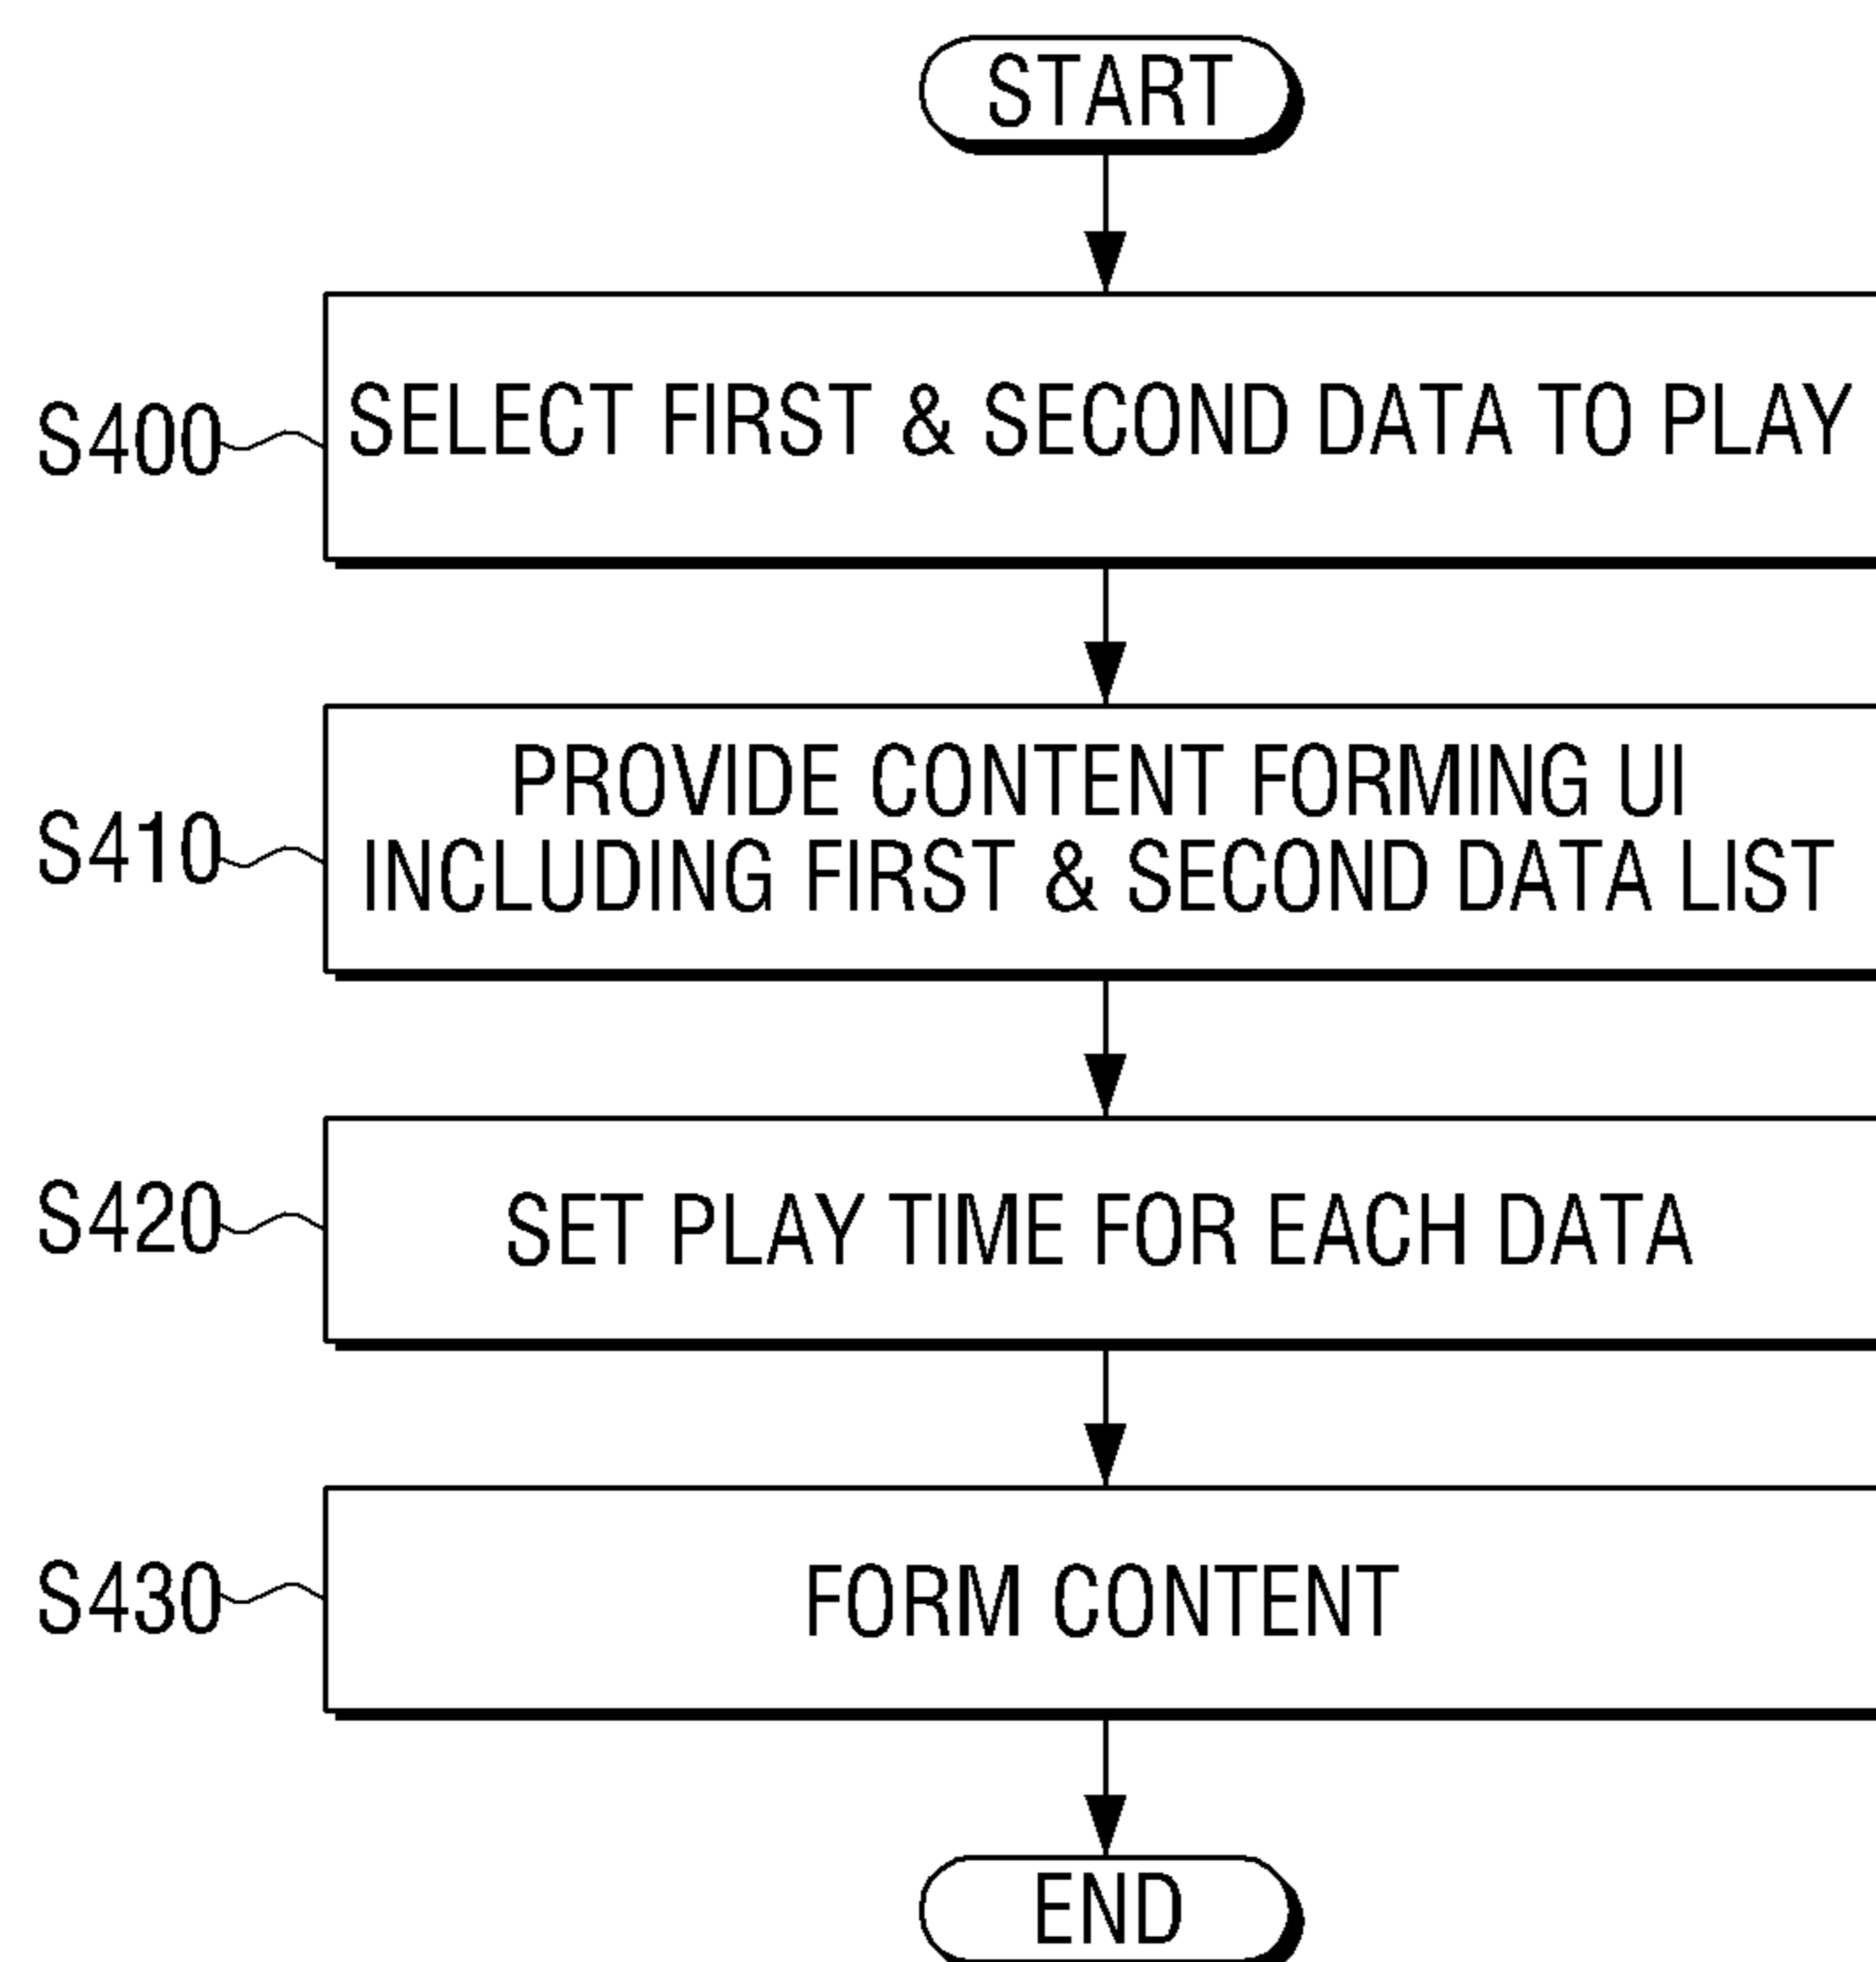 START
S400
SELECT FIRST & SECOND DATA TO PLAY
S410
PROVIDE CONTENT FORMING UI
INCLUDING FIRST & SECOND DATA LIST
S420
SET PLAY TIME FOR EACH DATA
S430
FORM CONTENT
END